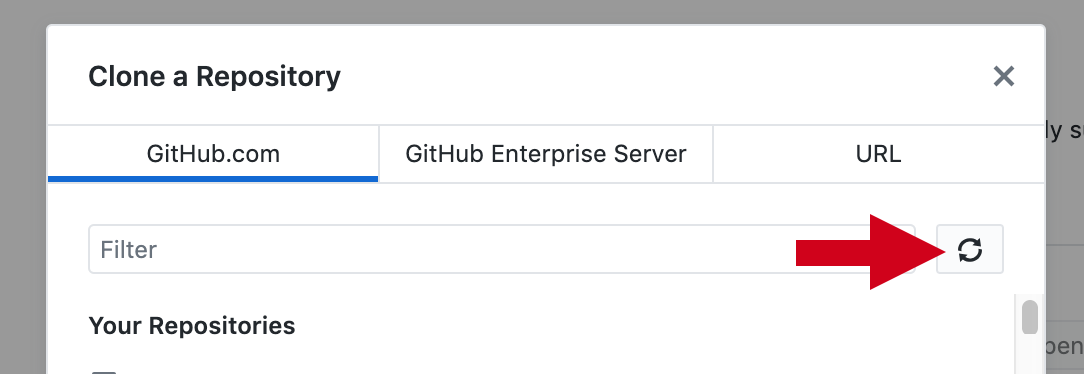 Clone a Repository
GitHub.com
GitHub Enterprise Server
URL
Filter
Your Repositories